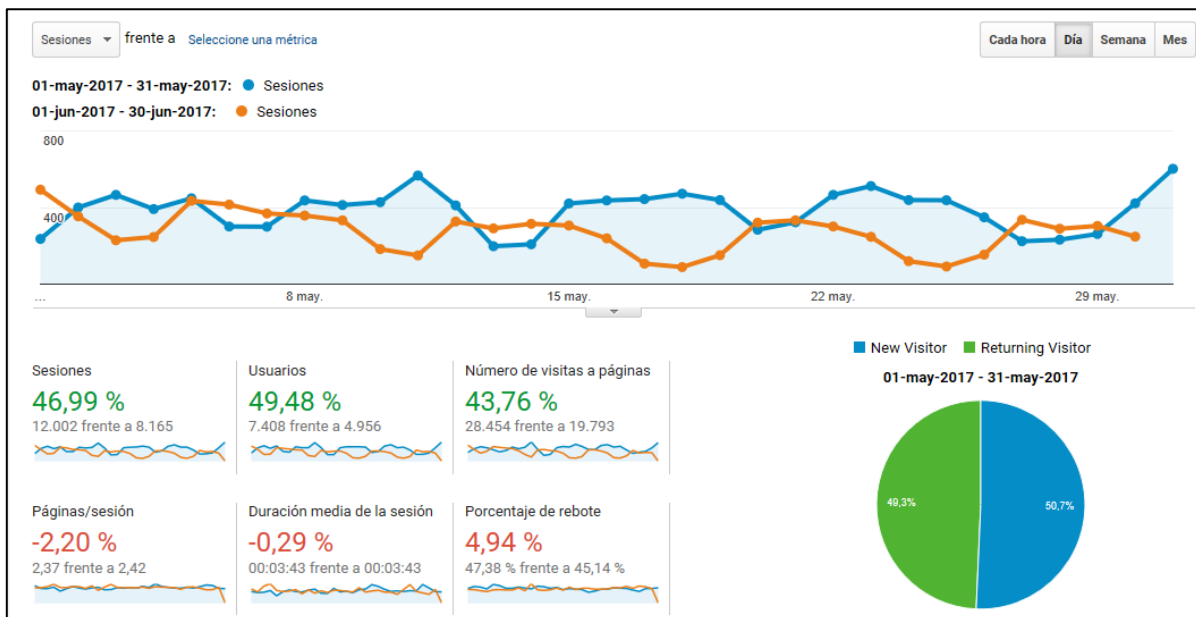 Sesiones frente a Seleccione una métrica Cada hora Día Semana Mes
01-may-2017 - 31-may-2017: Sesiones
01-jun-2017 - 30-jun-2017: Sesiones
800
400
... 8 may. 15 may. 22 may. 29 may.
New Visitor Returning Visitor
01-may-2017 - 31-may-2017
Sesiones
46,99 %
12.002 frente a 8.165
Usuarios
49,48 %
7.408 frente a 4.956
Número de visitas a páginas
43,76 %
28.454 frente a 19.793
Páginas/sesión
-2,20 %
2,37 frente a 2,42
Duración media de la sesión
-0,29 %
00:03:43 frente a 00:03:43
Porcentaje de rebote
4,94 %
47,38 % frente a 45,14 %
49,3%
50,7%